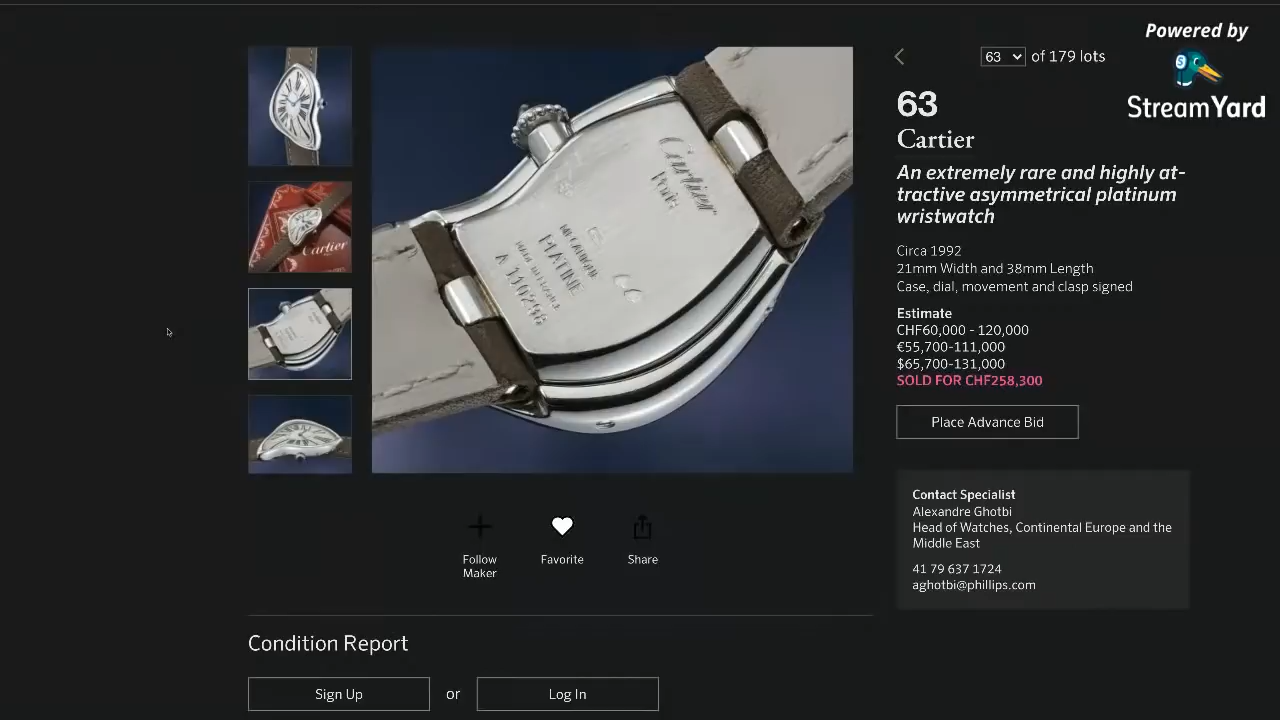 Powered by
StreamYard
63 of 179 lots
63
Cartier
An extremely rare and highly at-
tractive asymmetrical platinum
wristwatch
Circa 1992
21mm Width and 38mm Length
Case, dial, movement and clasp signed
Estimate
CHF60,000 - 120,000
€55,700-111,000
$65,700-131,000
SOLD FOR CHF258,300
Place Advance Bid
Contact Specialist
Alexandre Ghotbi
Head of Watches, Continental Europe and the
Middle East
41 79 637 1724
aghotbi@phillips.com
Cartier
Cartier
Paris
MECANIQUE
PLATINE
A 110296
Follow
Maker
Favorite
Share
Condition Report
Sign Up or Log In